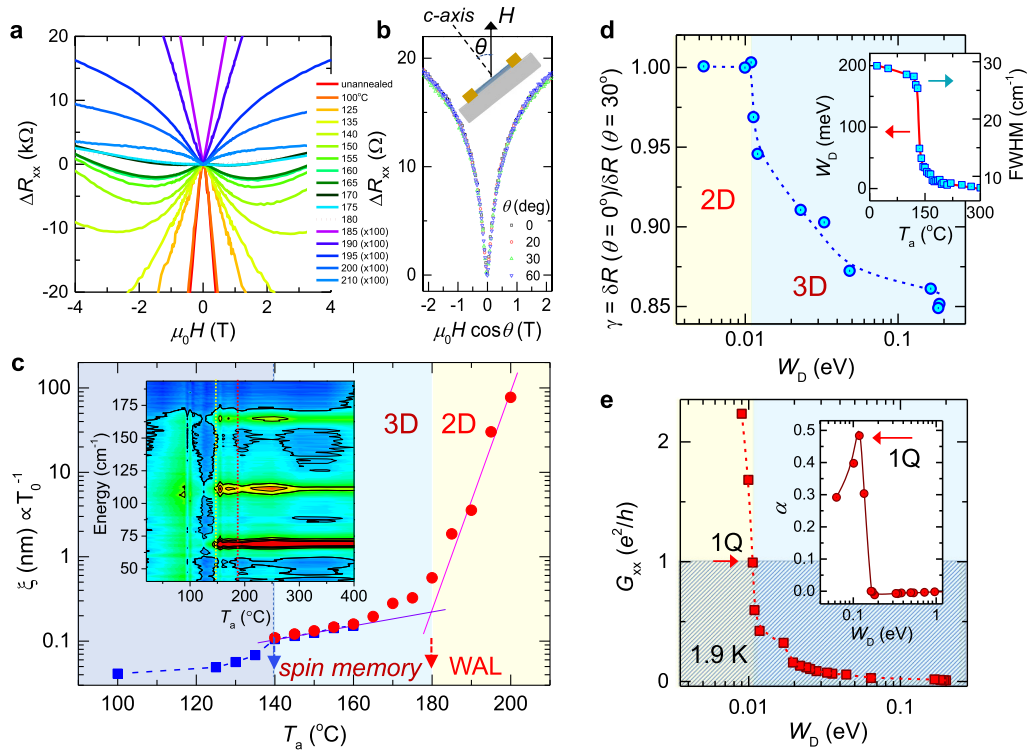 a
ΔRxx (kΩ)
20
10
0
-10
-20
-4
-2
0
2
4
μ0H (T)
unannealed
100°C
125
135
140
150
155
160
165
170
175
180
185 (x100)
190 (x100)
195 (x100)
200 (x100)
210 (x100)
b
c-axis
H
θ
ΔRxx (Ω)
20
10
0
-2
-1
0
1
2
μ0H cosθ (T)
θ (deg)
0
20
30
60
c
ξ (nm) ∝ T0^-1
100
10
1
0.1
100
120
140
160
180
200
Ta (°C)
3D
2D
spin memory
WAL
Energy (cm-1)
175
150
125
100
75
50
50
100
150
200
250
300
350
400
Ta (°C)
d
γ = δR (θ = 0°)/δR (θ = 30°)
1.00
0.95
0.90
0.85
0.01
0.1
WD (eV)
2D
3D
WD (meV)
200
100
0
0
150
300
Ta (°C)
30
20
10
FWHM (cm-1)
e
Gxx (e2/h)
2
1
0
0.01
0.1
WD (eV)
1Q
1.9 K
α
0.5
0.4
0.3
0.2
0.1
0.0
0.1
1
WD (eV)
1Q